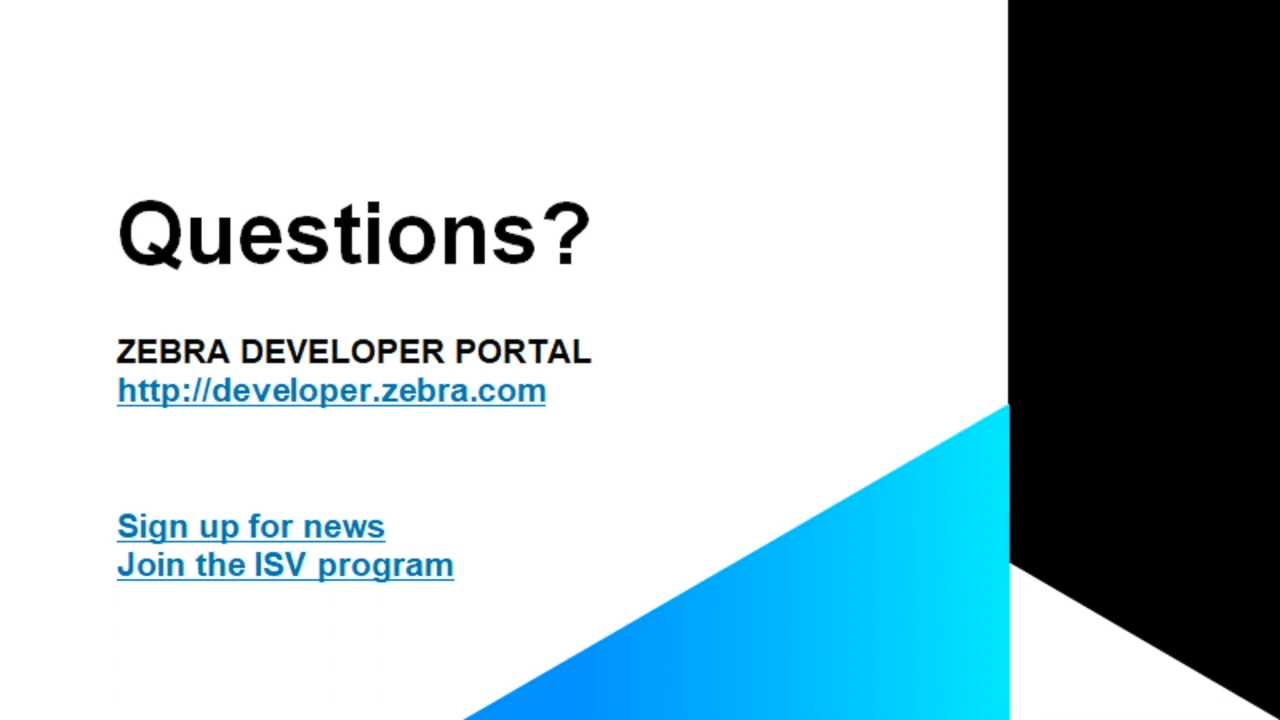 Questions?
ZEBRA DEVELOPER PORTAL
http://developer.zebra.com
Sign up for news
Join the ISV program